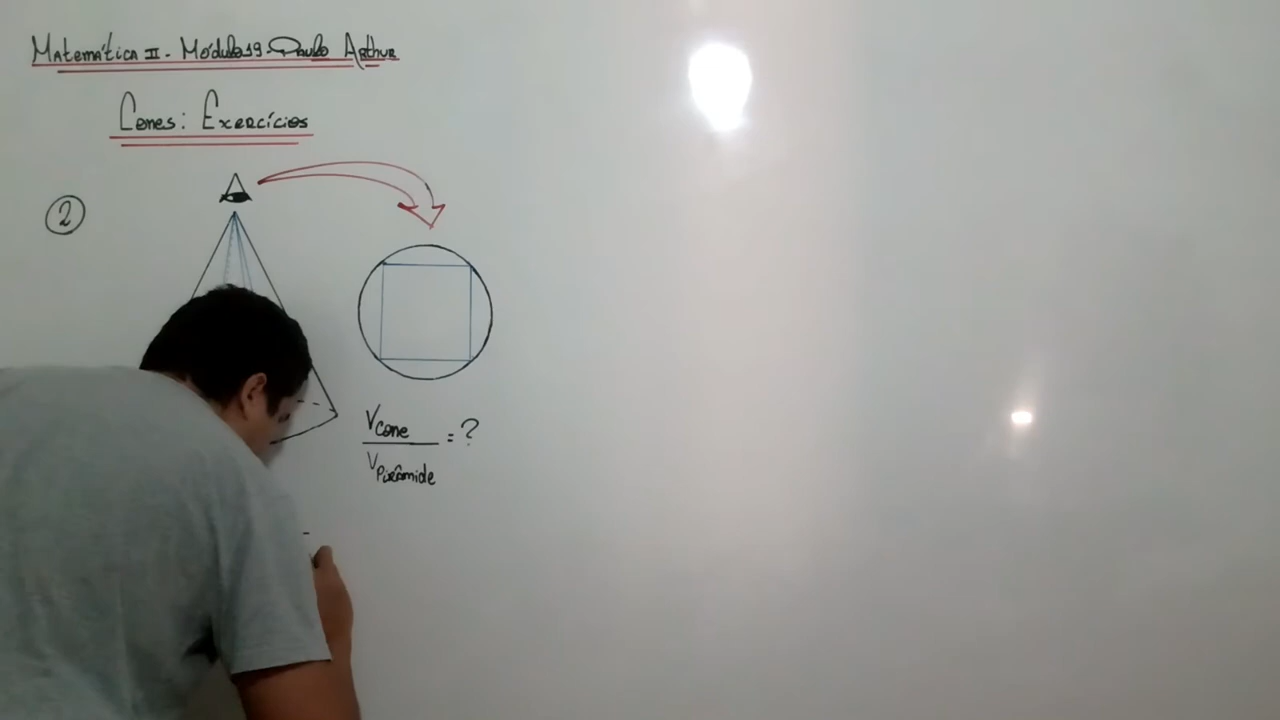 Matemática II - Módulo 19 - Paulo Arthur
Cones: Exercícios
2
Vcone
= ?
Vpirâmide